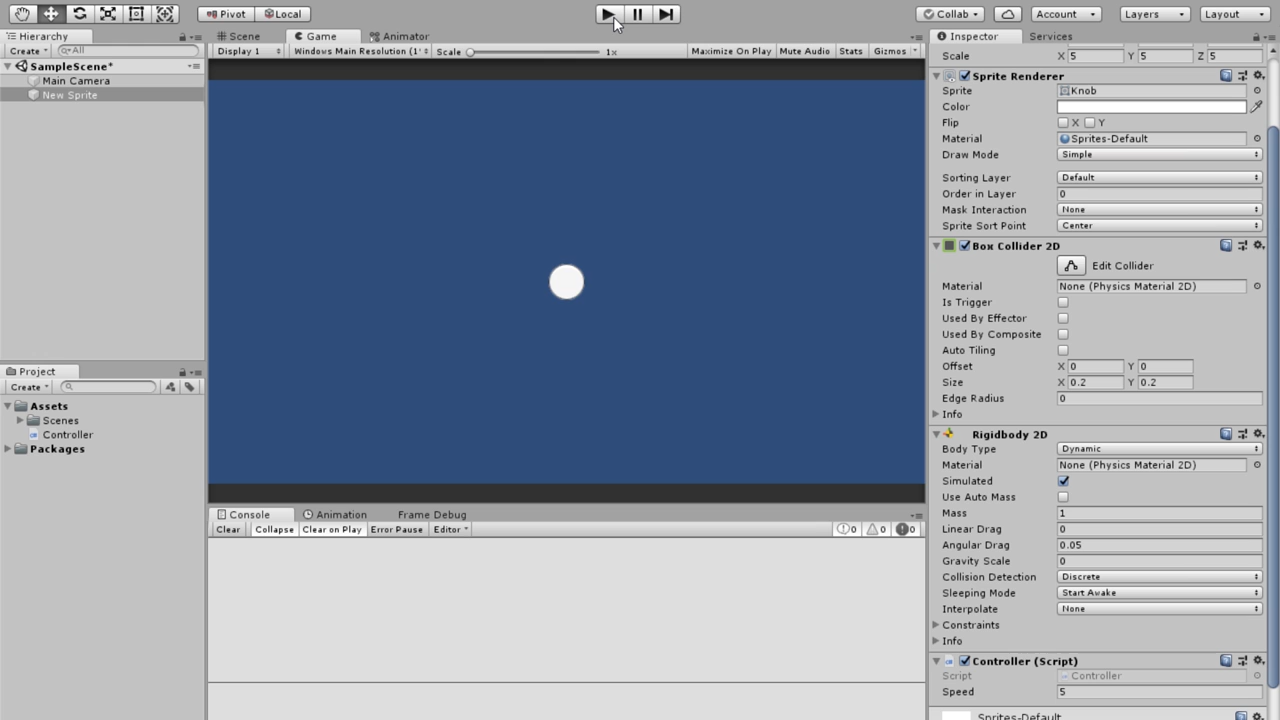 Pivot Local Collab Account Layers Layout
Hierarchy
Create All
SampleScene*
Main Camera
New Sprite
Project
Create
Assets
Scenes
Controller
Packages
Scene Game Animator
Display 1 Windows Main Resolution (1' Scale 1x Maximize On Play Mute Audio Stats Gizmos
Console Animation Frame Debug
Clear Collapse Clear on Play Error Pause Editor 0 0 0
Inspector Services
Scale X 5 Y 5 Z 5
Sprite Renderer
Sprite Knob
Color
Flip X Y
Material Sprites-Default
Draw Mode Simple
Sorting Layer Default
Order in Layer 0
Mask Interaction None
Sprite Sort Point Center
Box Collider 2D
Edit Collider
Material None (Physics Material 2D)
Is Trigger
Used By Effector
Used By Composite
Auto Tiling
Offset X 0 Y 0
Size X 0.2 Y 0.2
Edge Radius 0
Info
Rigidbody 2D
Body Type Dynamic
Material None (Physics Material 2D)
Simulated
Use Auto Mass
Mass 1
Linear Drag 0
Angular Drag 0.05
Gravity Scale 0
Collision Detection Discrete
Sleeping Mode Start Awake
Interpolate None
Constraints
Info
Controller (Script)
Script Controller
Speed 5
Sprites-Default